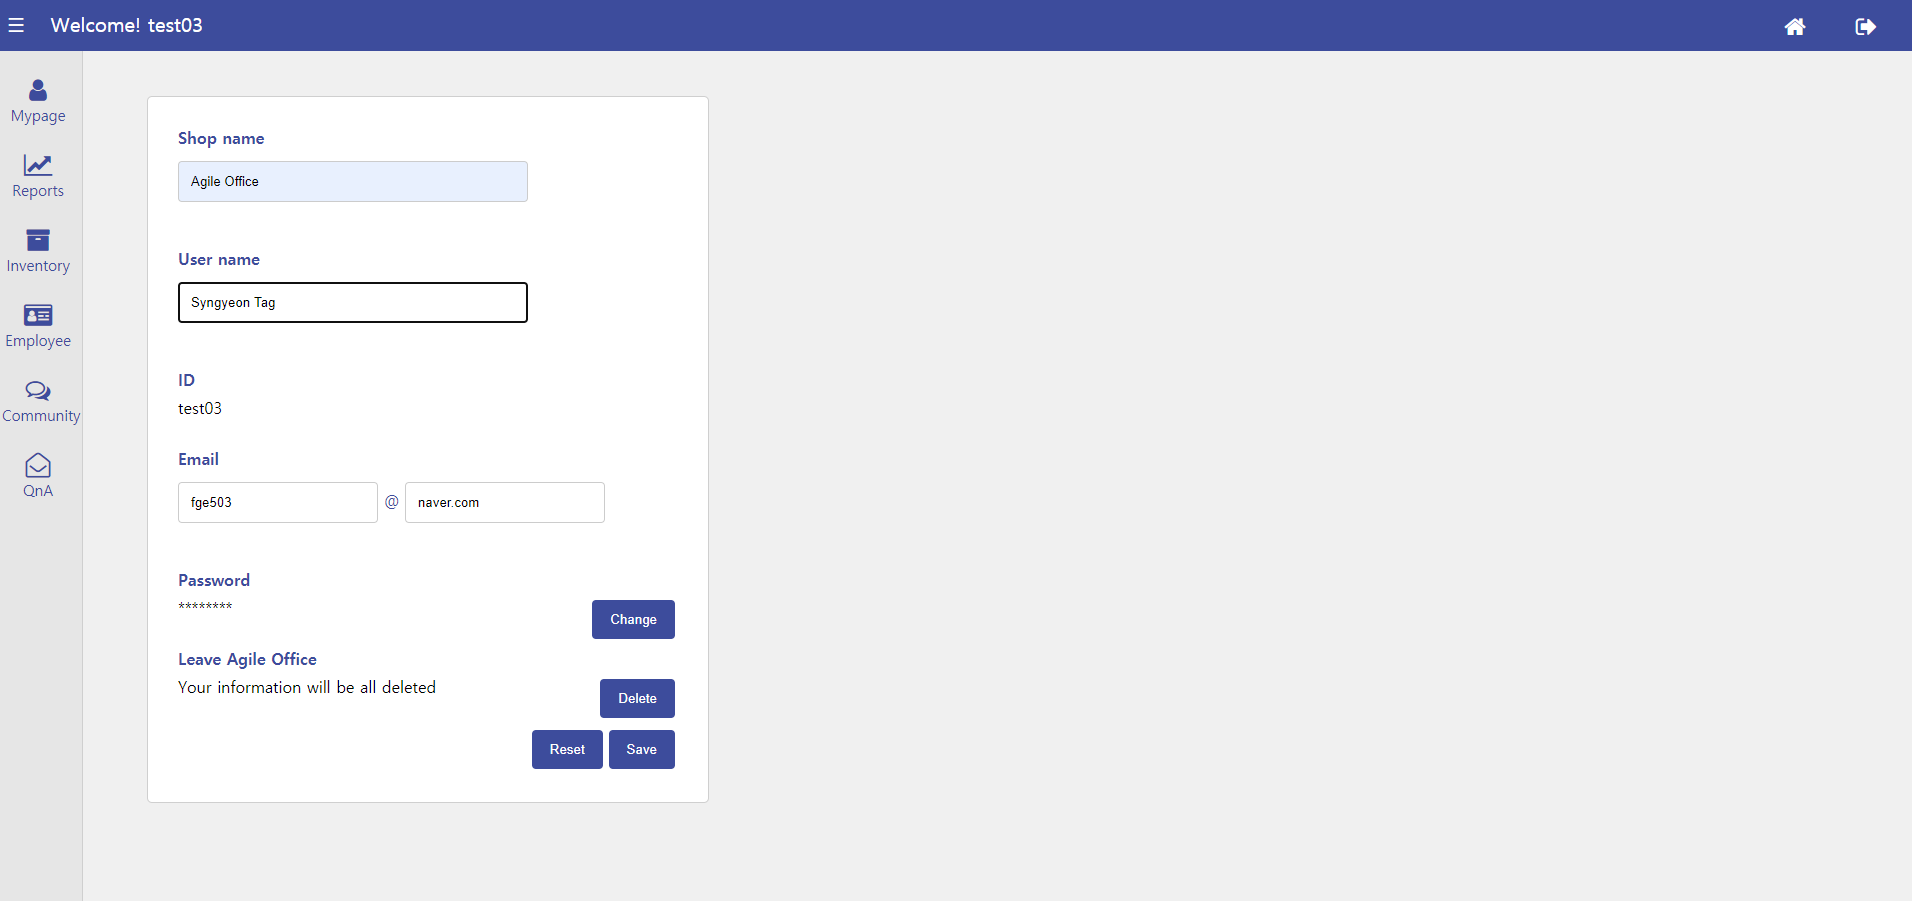 Welcome! test03
Mypage
Reports
Inventory
Employee
Community
QnA
Shop name
Agile Office
User name
Syngyeon Tag
ID
test03
Email
fge503 @ naver.com
Password
********
Change
Leave Agile Office
Your information will be all deleted
Delete
Reset Save